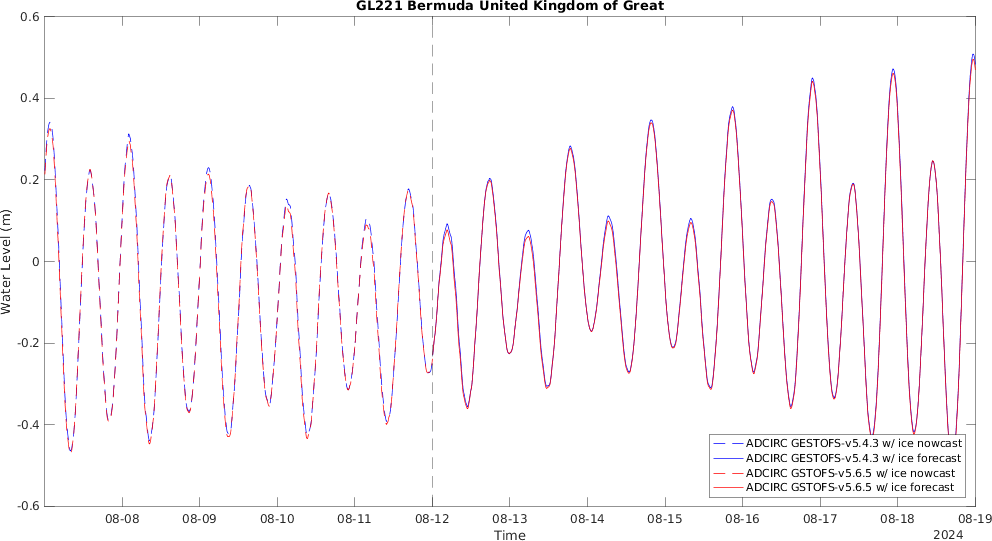 GL221 Bermuda United Kingdom of Great
0.6
0.4
0.2
0
-0.2
-0.4
-0.6
Water Level (m)
ADCIRC GESTOFS-v5.4.3 w/ ice nowcast
ADCIRC GESTOFS-v5.4.3 w/ ice forecast
ADCIRC GSTOFS-v5.6.5 w/ ice nowcast
ADCIRC GSTOFS-v5.6.5 w/ ice forecast
08-08 08-09 08-10 08-11 08-12 08-13 08-14 08-15 08-16 08-17 08-18 08-19
Time
2024